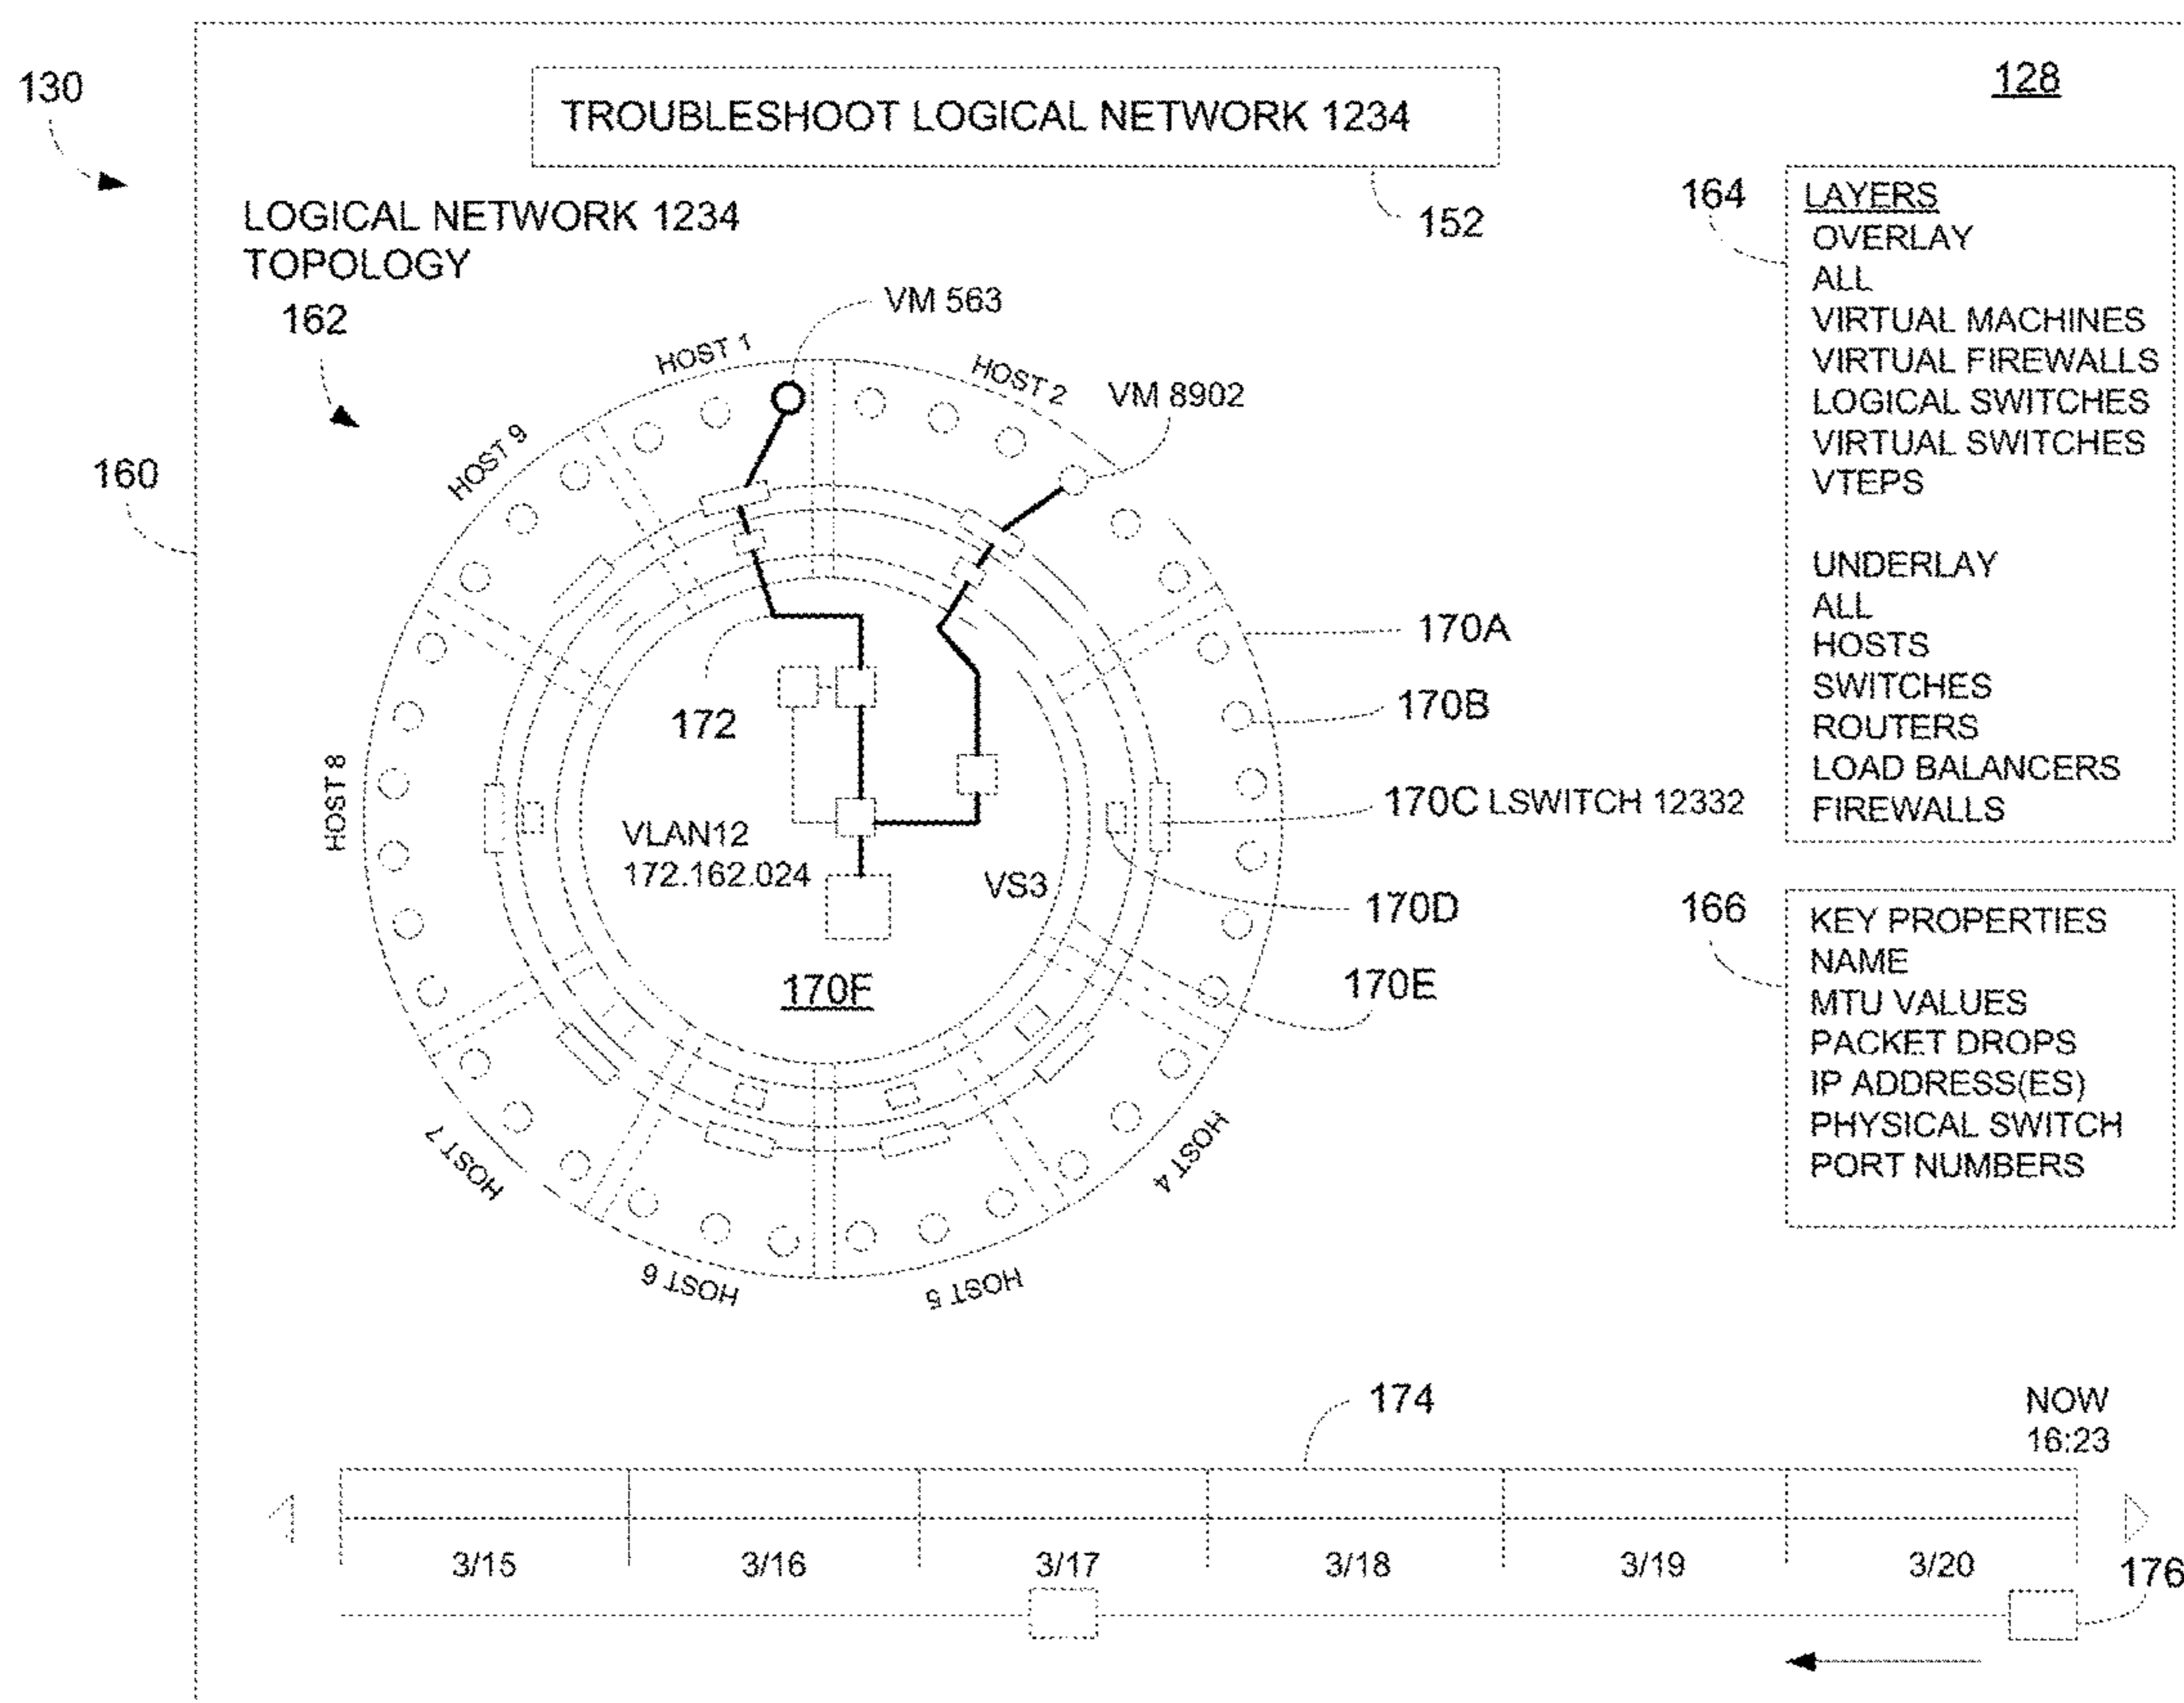 130
128
TROUBLESHOOT LOGICAL NETWORK 1234
152
LOGICAL NETWORK 1234
TOPOLOGY
162
160
VM 563
VM 8902
HOST 1
HOST 2
HOST 9
HOST 8
HOST 7
HOST 6
HOST 5
HOST 4
172
VLAN12
172.162.024
VS3
170F
170A
170B
170C LSWITCH 12332
170D
170E
164
LAYERS
OVERLAY
ALL
VIRTUAL MACHINES
VIRTUAL FIREWALLS
LOGICAL SWITCHES
VIRTUAL SWITCHES
VTEPS
UNDERLAY
ALL
HOSTS
SWITCHES
ROUTERS
LOAD BALANCERS
FIREWALLS
166
KEY PROPERTIES
NAME
MTU VALUES
PACKET DROPS
IP ADDRESS(ES)
PHYSICAL SWITCH
PORT NUMBERS
174
NOW
16:23
3/15 3/16 3/17 3/18 3/19 3/20
176